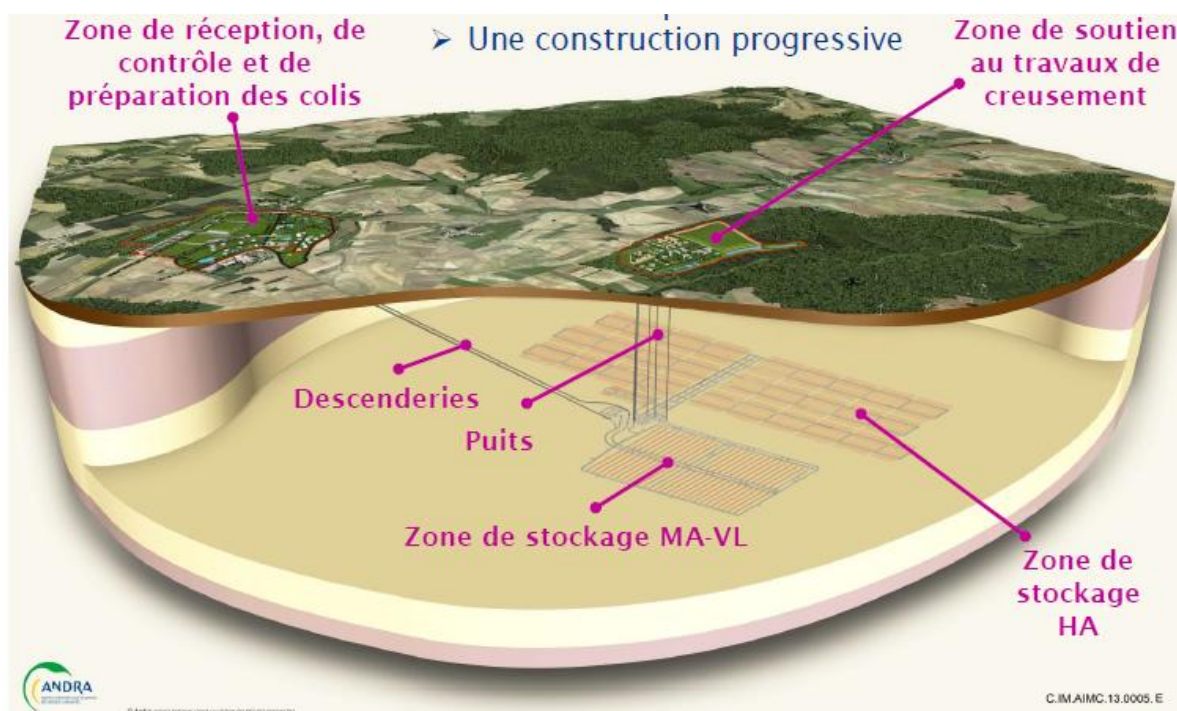 Zone de réception, de
contrôle et de
préparation des colis
➤ Une construction progressive
Zone de soutien
au travaux de
creusement
Descenderies
Puits
Zone de stockage MA-VL
Zone de
stockage
HA
ANDRA
C.IM.AIMC.13.0005.E